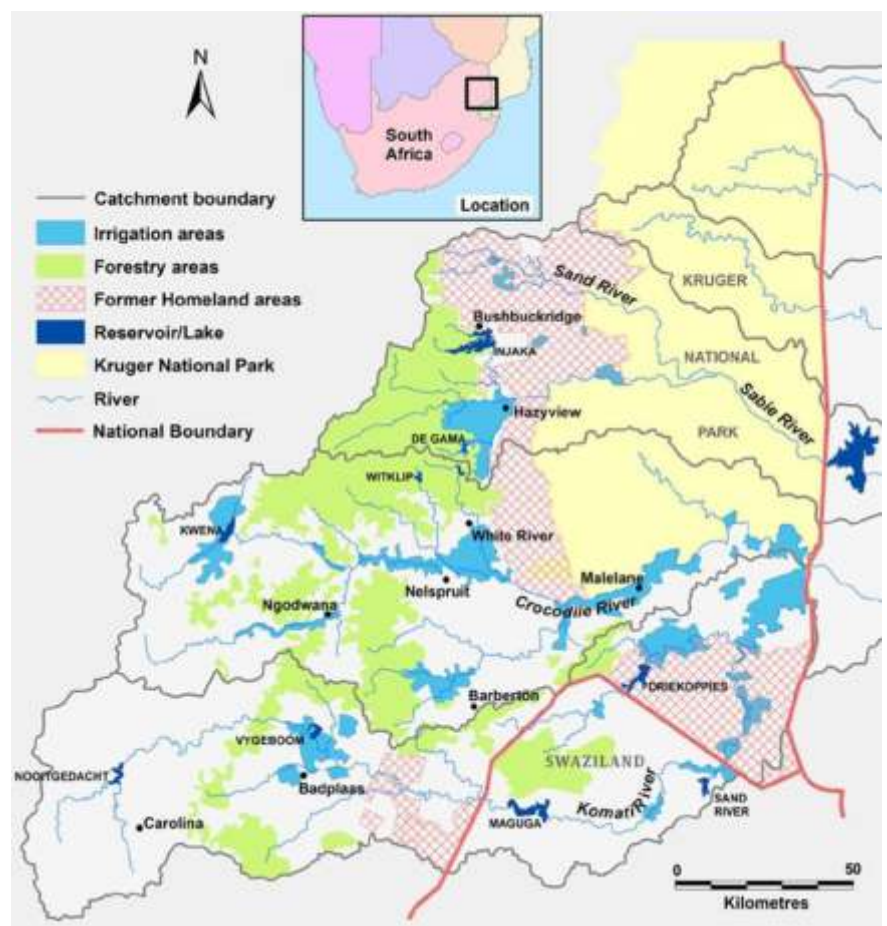 N
South
Africa
Location
Catchment boundary
Irrigation areas
Forestry areas
Former Homeland areas
Reservoir/Lake
Kruger National Park
River
National Boundary
Sand River
KRUGER
NATIONAL
PARK
Sabie River
Bushbuckridge
INJAKA
Hazyview
DE GAMA
WITKLIP
KWENA
White River
Nelspruit
Malelane
Crocodile River
Ngodwana
Barberton
DRIEKOPPIES
VYGEBOOM
SWAZILAND
NOOITGEDACHT
Badplaas
Komati River
SAND
RIVER
Carolina
MAGUGA
0 50
Kilometres